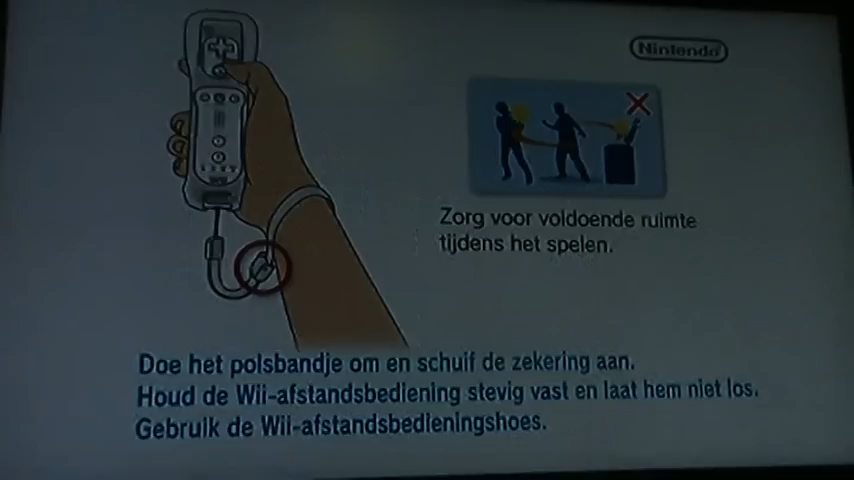 Nintendo
Zorg voor voldoende ruimte
tijdens het spelen.
Doe het polsbandje om en schuif de zekering aan.
Houd de Wii-afstandsbediening stevig vast en laat hem niet los.
Gebruik de Wii-afstandsbedieningshoes.